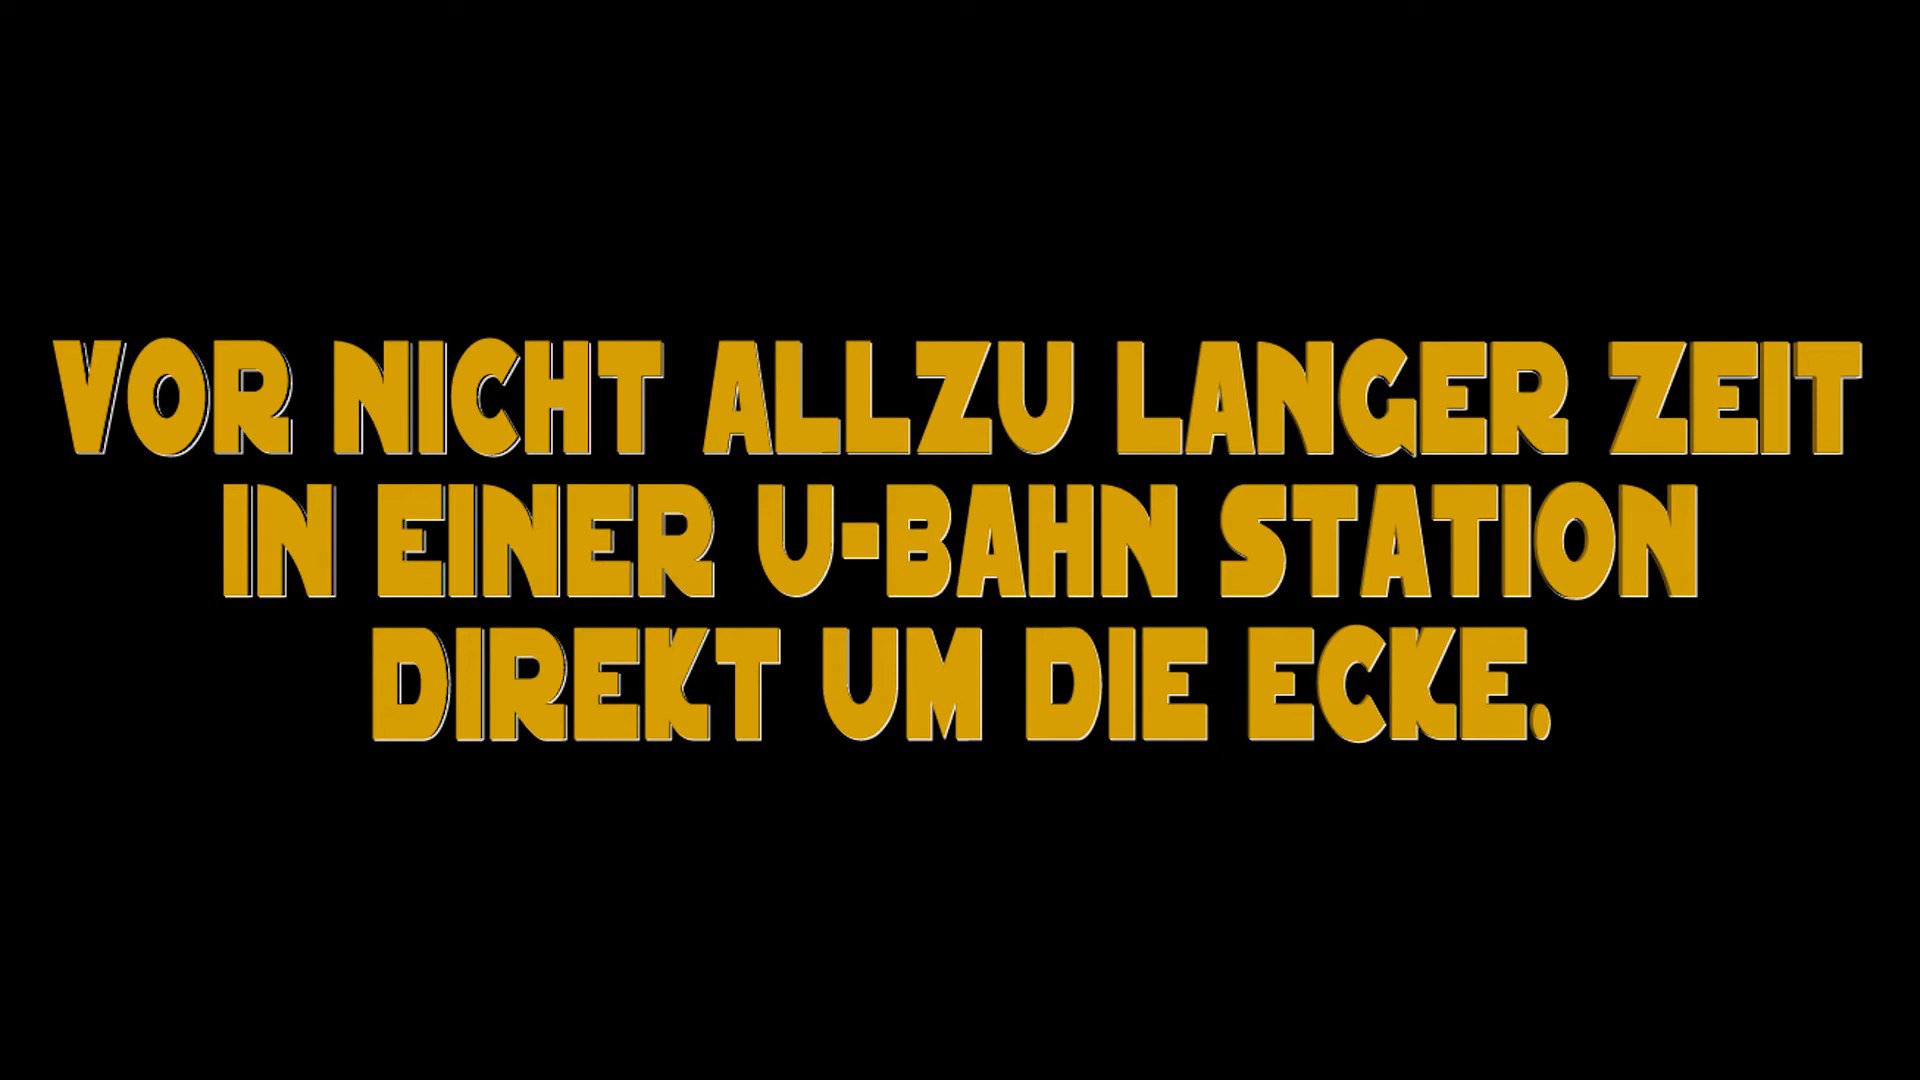 VOR NICHT ALLZU LANGER ZEIT
IN EINER U-BAHN STATION
DIREKT UM DIE ECKE.